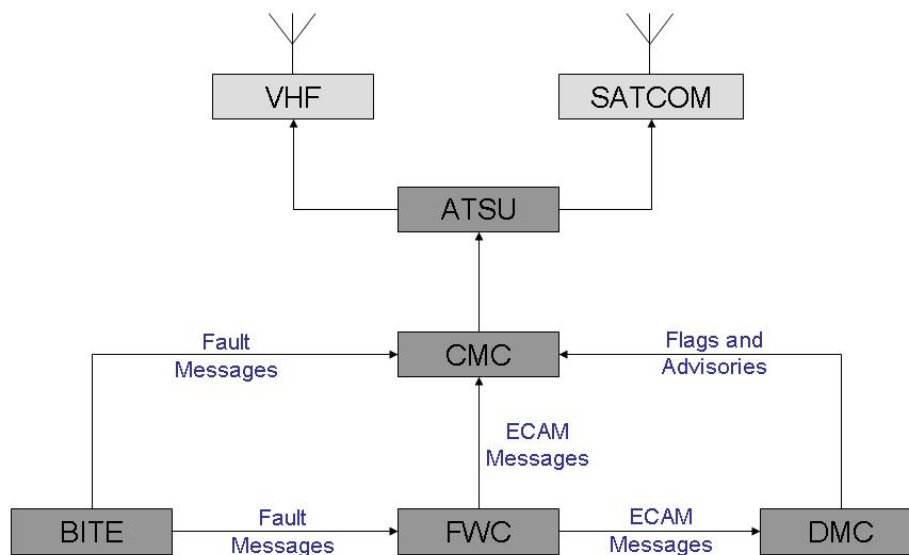 VHF
SATCOM
ATSU
Fault
Messages
CMC
Flags and
Advisories
ECAM
Messages
BITE
Fault
Messages
FWC
ECAM
Messages
DMC